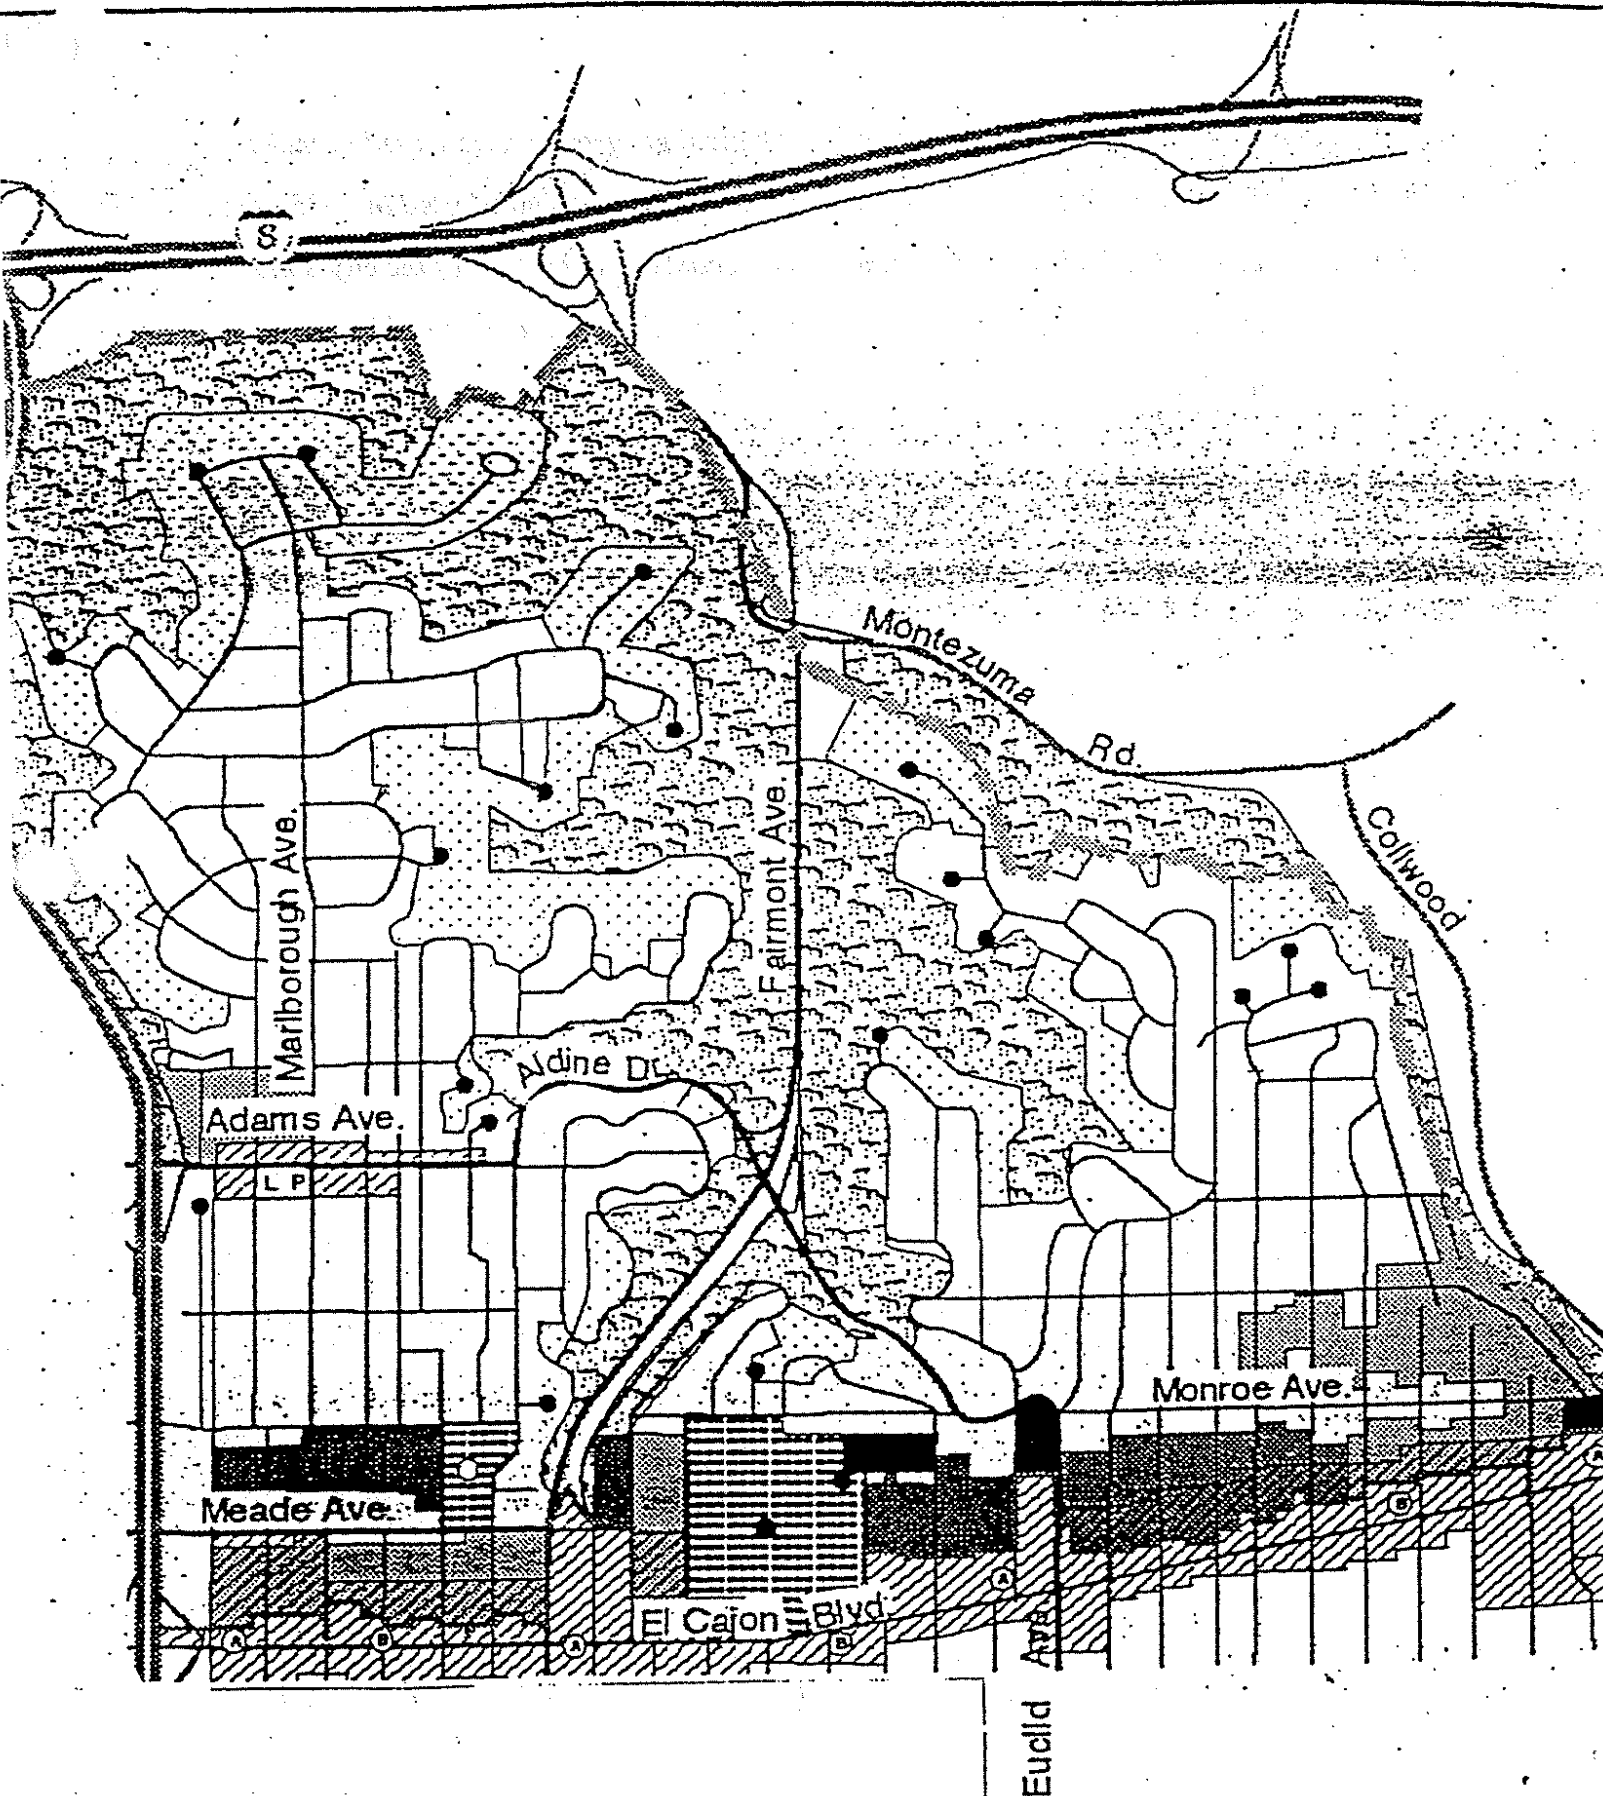 8
Montezuma
Rd.
Collwood
Fairmont Ave.
Marlborough Ave.
Aldine Dr.
Adams Ave.
L P
Monroe Ave.
Meade Ave.
B
A
El Cajon Blvd.
A
B
A
B
Euclid Ave.